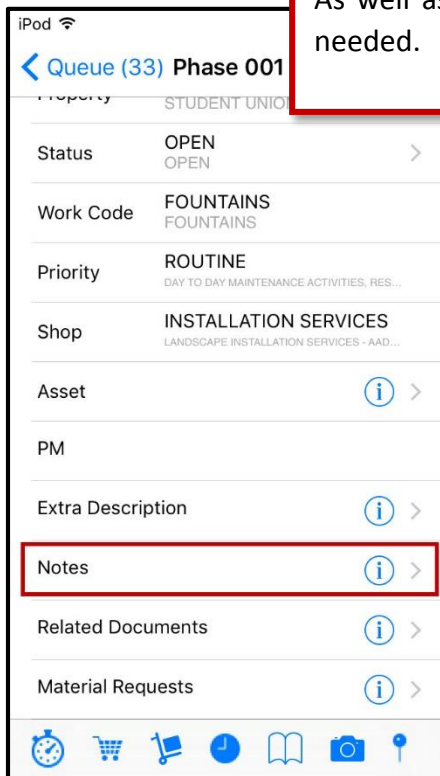 As well as
needed.
iPod
Queue (33) Phase 001
Property
STUDENT UNION
Status
OPEN
OPEN
Work Code
FOUNTAINS
FOUNTAINS
Priority
ROUTINE
DAY TO DAY MAINTENANCE ACTIVITIES, RES...
Shop
INSTALLATION SERVICES
LANDSCAPE INSTALLATION SERVICES - AAD...
Asset
PM
Extra Description
Notes
Related Documents
Material Requests